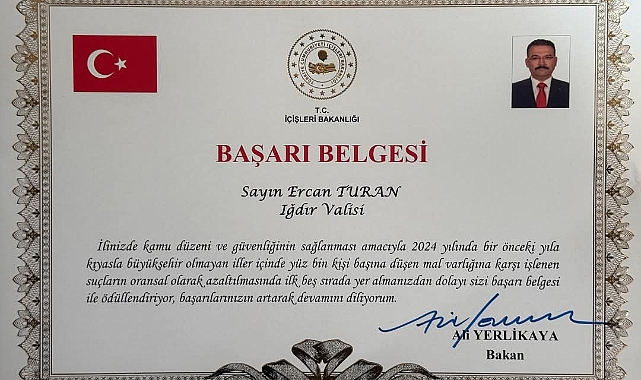 T.C.
İÇİŞLERİ BAKANLIĞI
BAŞARI BELGESİ
Sayın Ercan TURAN
Iğdır Valisi
İlinizde kamu düzeni ve güvenliğinin sağlanması amacıyla 2024 yılında bir önceki yıla
kıyasla büyükşehir olmayan iller içinde yüz bin kişi başına düşen mal varlığına karşı işlenen
suçların oransal olarak azaltılmasında ilk beş sırada yer almanızdan dolayı sizi başarı belgesi
ile ödüllendiriyor, başarılarınızın artarak devamını diliyorum.
Ali YERLİKAYA
Bakan